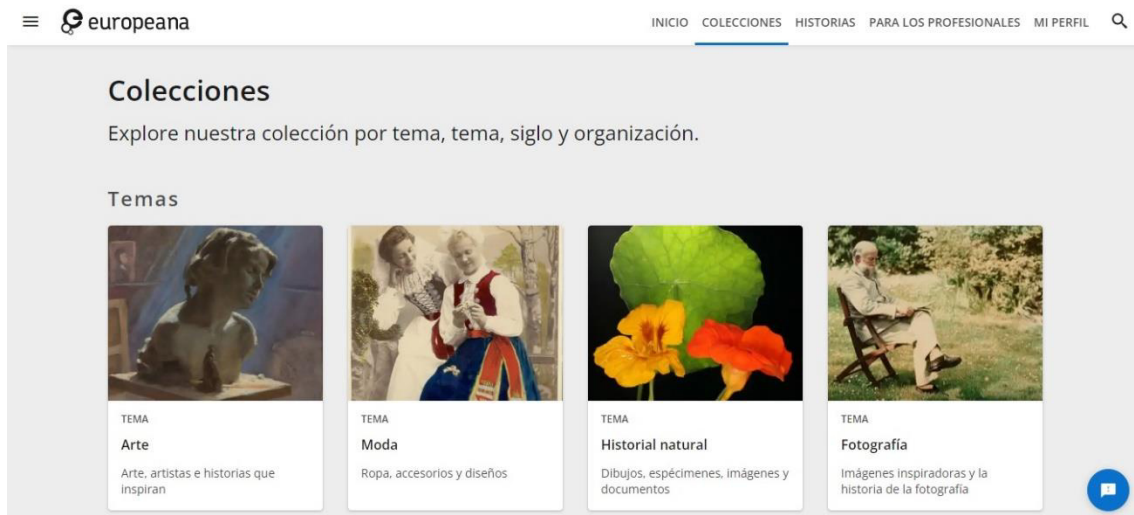 europeana
INICIO COLECCIONES HISTORIAS PARA LOS PROFESIONALES MI PERFIL
Colecciones
Explore nuestra colección por tema, tema, siglo y organización.
Temas
TEMA
Arte
Arte, artistas e historias que
inspiran
TEMA
Moda
Ropa, accesorios y diseños
TEMA
Historial natural
Dibujos, espécimenes, imágenes y
documentos
TEMA
Fotografía
Imágenes inspiradoras y la
historia de la fotografía